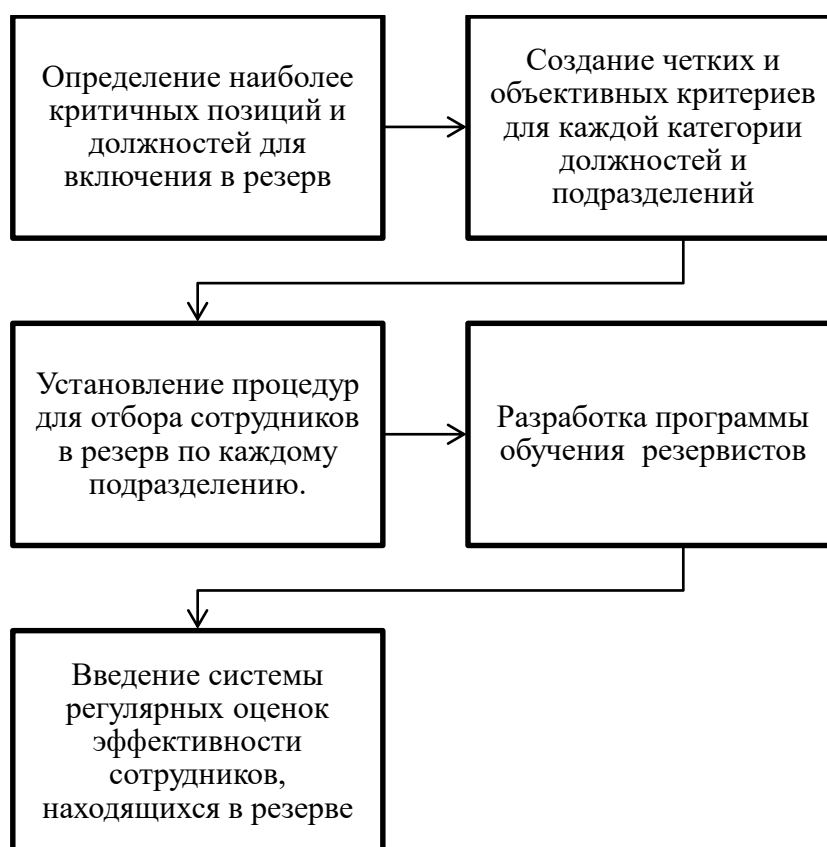 Определение наиболее
критичных позиций и
должностей для
включения в резерв
Создание четких и
объективных критериев
для каждой категории
должностей и
подразделений
Установление процедур
для отбора сотрудников
в резерв по каждому
подразделению.
Разработка программы
обучения  резервистов
Введение системы
регулярных оценок
эффективности
сотрудников,
находящихся в резерве